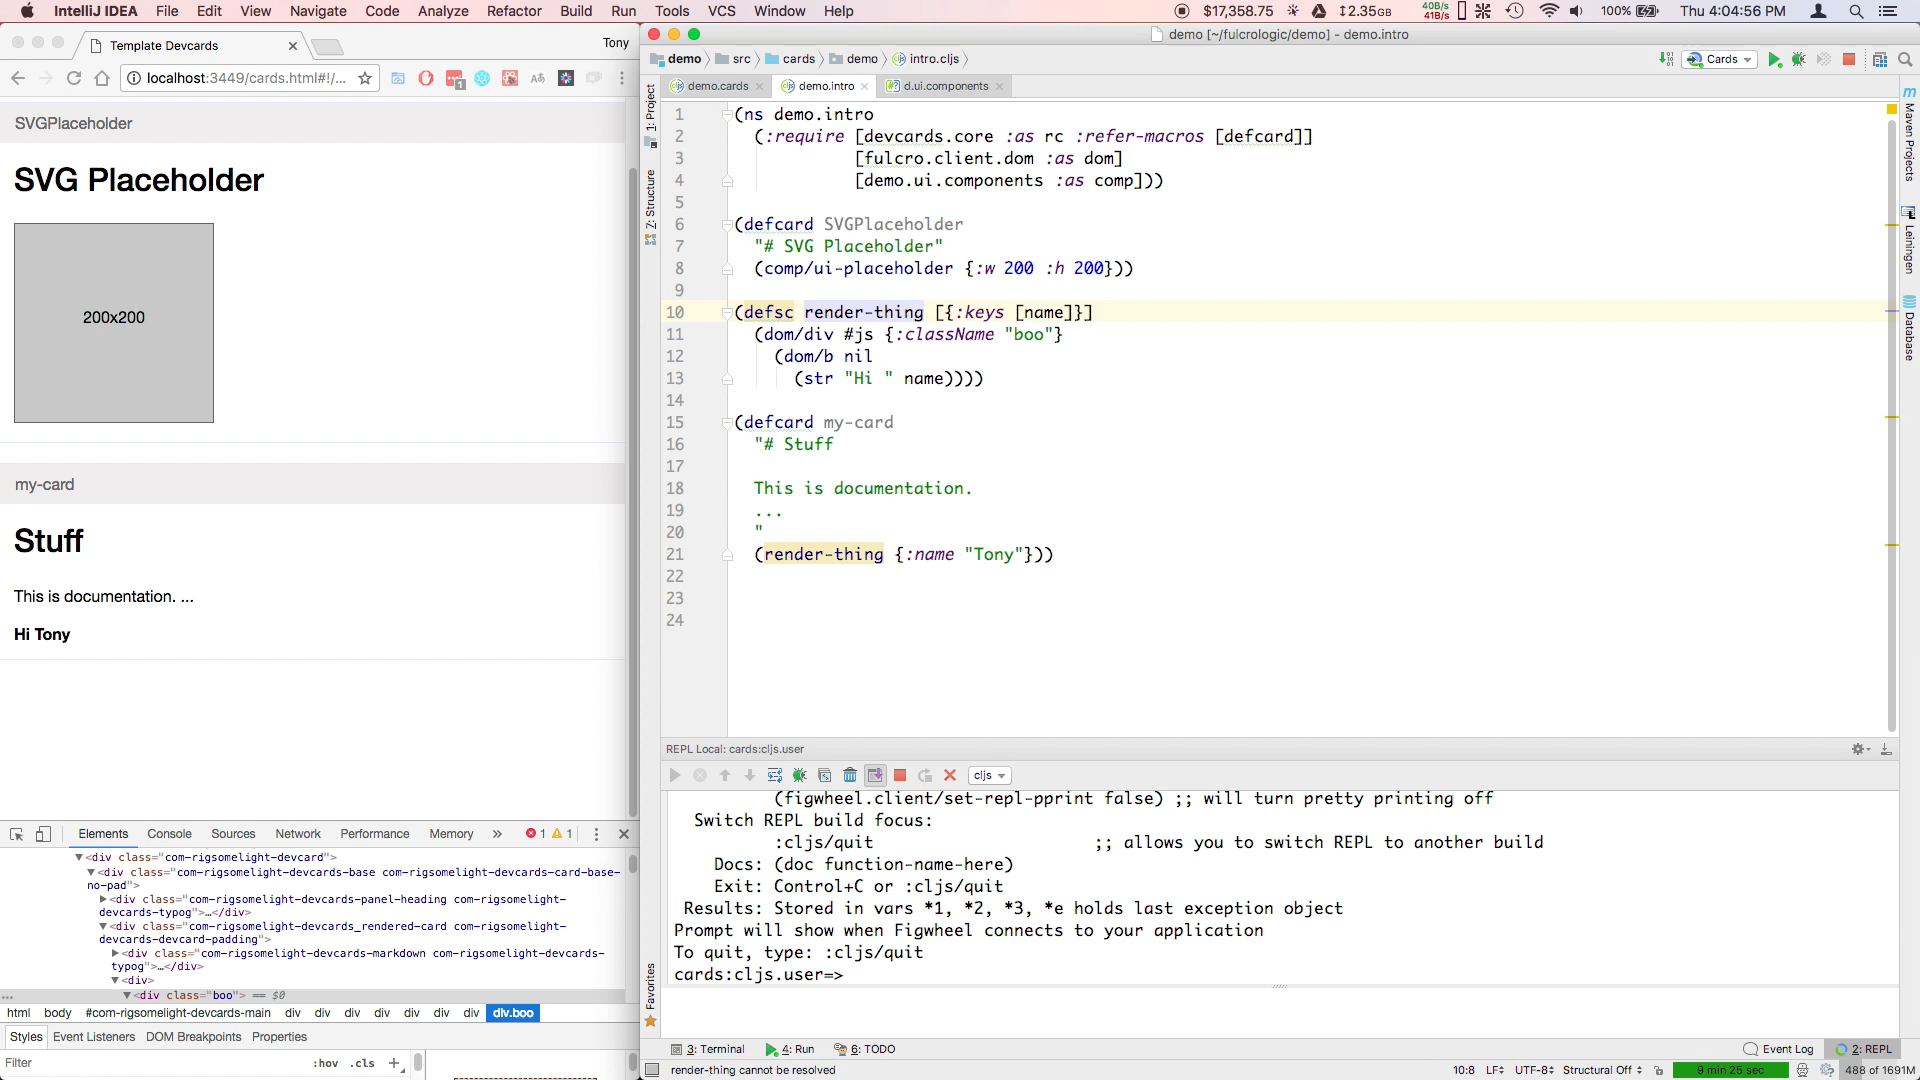 IntelliJ IDEA File Edit View Navigate Code Analyze Refactor Build Run Tools VCS Window Help $17,358.75 2.35GB 40B/s 41B/s 100% Thu 4:04:56 PM
Template Devcards Tony
localhost:3449/cards.html#!/...
SVGPlaceholder
SVG Placeholder
200x200
my-card
Stuff
This is documentation. ...
Hi Tony
Elements Console Sources Network Performance Memory » 1 1
<div class="com-rigsomelight-devcard">
<div class="com-rigsomelight-devcards-base com-rigsomelight-devcards-card-base-
no-pad">
<div class="com-rigsomelight-devcards-panel-heading com-rigsomelight-
devcards-typog">…</div>
<div class="com-rigsomelight-devcards_rendered-card com-rigsomelight-
devcards-devcard-padding">
<div class="com-rigsomelight-devcards-markdown com-rigsomelight-devcards-
typog">…</div>
<div>
... <div class="boo"> == $0
html body #com-rigsomelight-devcards-main div div div div div div div div.boo
Styles Event Listeners DOM Breakpoints Properties
Filter :hov .cls +
demo [~/fulcrologic/demo] - demo.intro
demo src cards demo intro.cljs Cards
demo.cards demo.intro d.ui.components
1: Project
Z: Structure
Favorites
Maven Projects
Leiningen
Database
1 (ns demo.intro
2 (:require [devcards.core :as rc :refer-macros [defcard]]
3 [fulcro.client.dom :as dom]
4 [demo.ui.components :as comp]))
5
6 (defcard SVGPlaceholder
7 "# SVG Placeholder"
8 (comp/ui-placeholder {:w 200 :h 200}))
9
10 (defsc render-thing [{:keys [name]}]
11 (dom/div #js {:className "boo"}
12 (dom/b nil
13 (str "Hi " name))))
14
15 (defcard my-card
16 "# Stuff
17
18 This is documentation.
19 ...
20 "
21 (render-thing {:name "Tony"}))
22
23
24
REPL Local: cards:cljs.user
cljs
(figwheel.client/set-repl-pprint false) ;; will turn pretty printing off
Switch REPL build focus:
:cljs/quit ;; allows you to switch REPL to another build
Docs: (doc function-name-here)
Exit: Control+C or :cljs/quit
Results: Stored in vars *1, *2, *3, *e holds last exception object
Prompt will show when Figwheel connects to your application
To quit, type: :cljs/quit
cards:cljs.user=>
3: Terminal 4: Run 6: TODO Event Log 2: REPL
render-thing cannot be resolved 10:8 LF UTF-8 Structural Off 9 min 25 sec 488 of 1691M